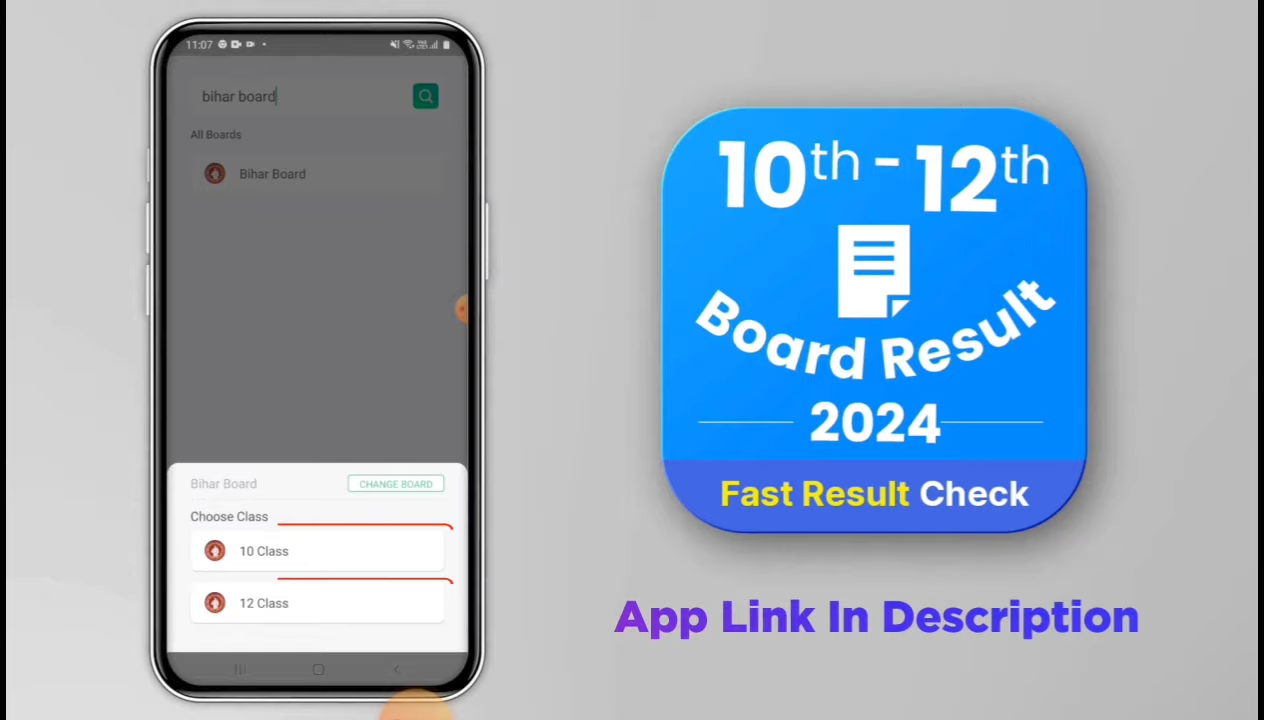 11:07
bihar board
All Boards
Bihar Board
Bihar Board
CHANGE BOARD
Choose Class
10 Class
12 Class
10th - 12th
Board Result
2024
Fast Result Check
App Link In Description